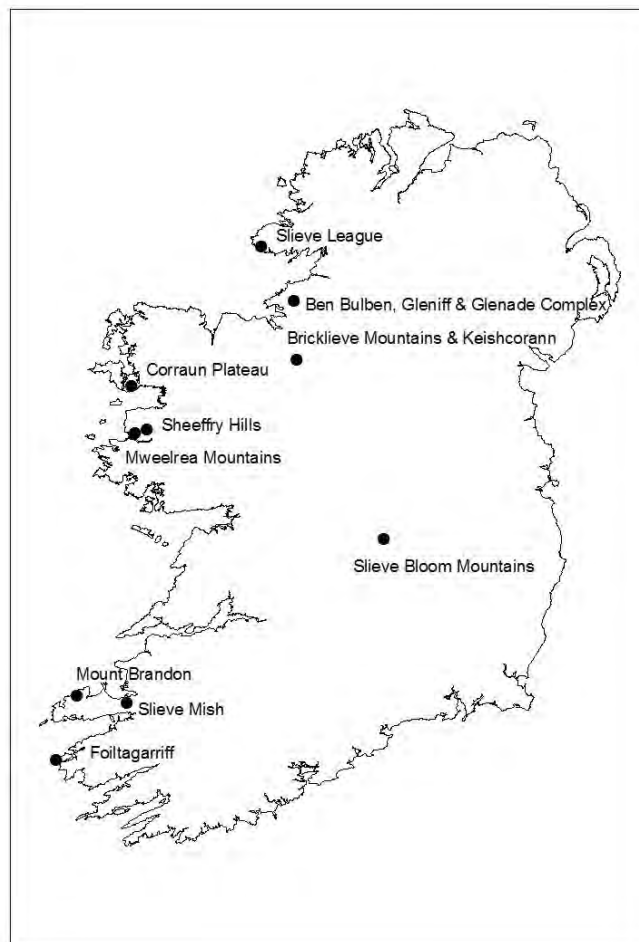 Slieve League
Ben Bulben, Gleniff & Glenade Complex
Bricklieve Mountains & Keishcorann
Corraun Plateau
Sheeffry Hills
Mweelrea Mountains
Slieve Bloom Mountains
Mount Brandon
Slieve Mish
Foiltagarriff